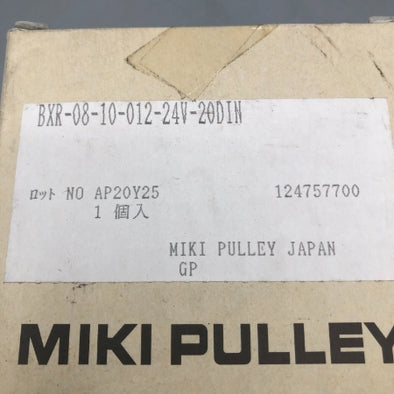 BXR-08-10-012-24V-20DIN
ロット NO AP20Y25 124757700
1 個入
MIKI PULLEY JAPAN
GP
MIKI PULLEY